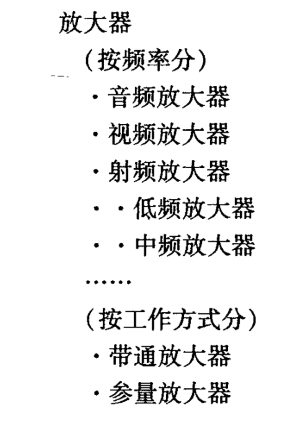 放大器
(按频率分)
·音频放大器
·视频放大器
·射频放大器
··低频放大器
··中频放大器
……
(按工作方式分)
·带通放大器
·参量放大器